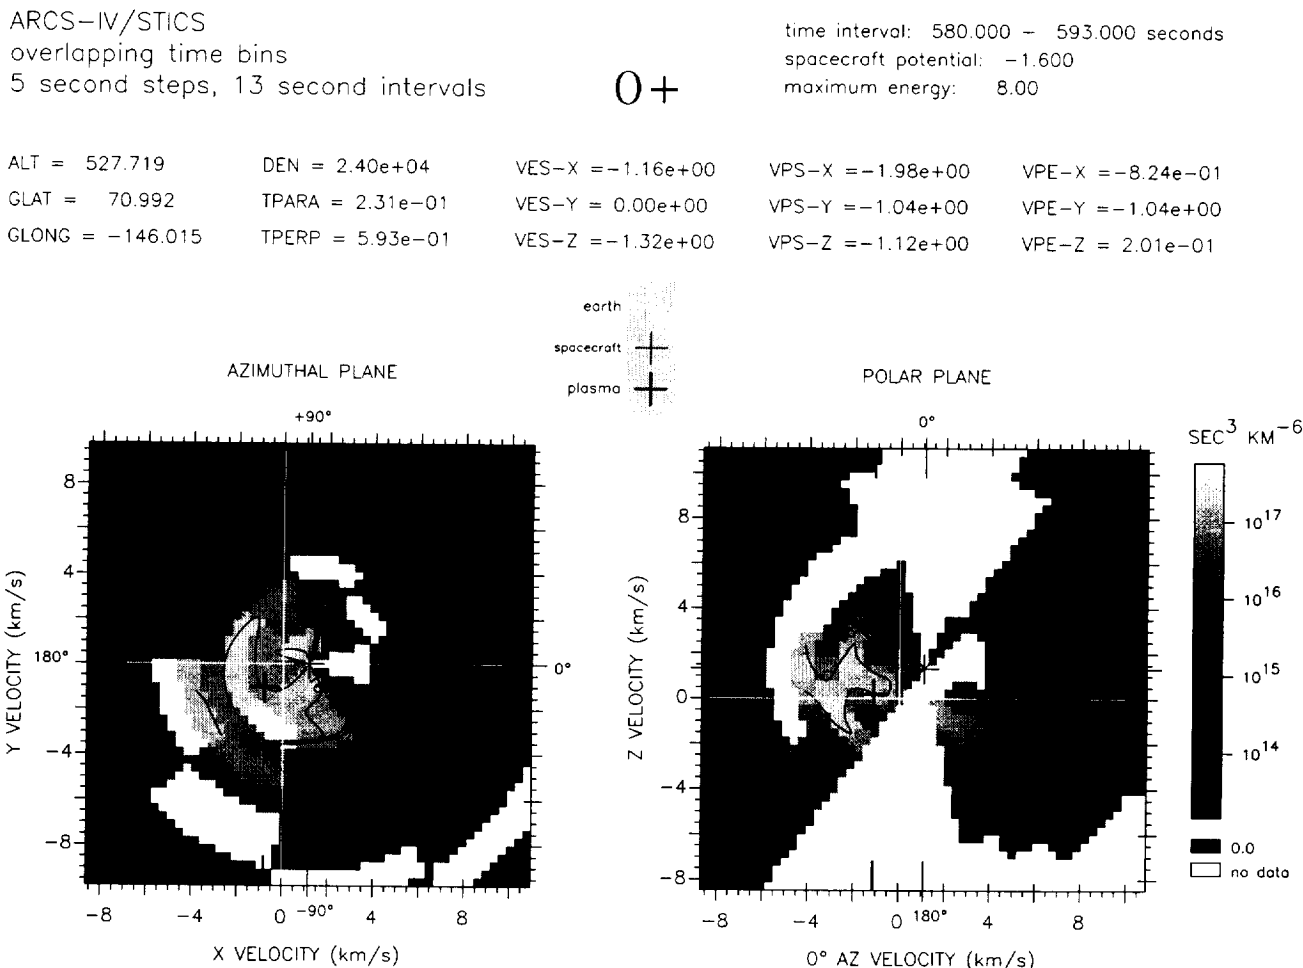 ARCS-IV/STICS
overlapping time bins
5 second steps, 13 second intervals
O+
time interval: 580.000 - 593.000 seconds
spacecraft potential: -1.600
maximum energy: 8.00
ALT = 527.719 DEN = 2.40e+04 VES-X =-1.16e+00 VPS-X =-1.98e+00 VPE-X =-8.24e-01
GLAT = 70.992 TPARA = 2.31e-01 VES-Y = 0.00e+00 VPS-Y =-1.04e+00 VPE-Y =-1.04e+00
GLONG = -146.015 TPERP = 5.93e-01 VES-Z =-1.32e+00 VPS-Z =-1.12e+00 VPE-Z = 2.01e-01
earth
spacecraft
plasma
AZIMUTHAL PLANE
+90°
8
4
180° 0°
-4
-8
-8 -4 0 -90° 4 8
X VELOCITY (km/s)
Y VELOCITY (km/s)
POLAR PLANE
0°
8
4
0
-4
-8
-8 -4 0 180° 4 8
0° AZ VELOCITY (km/s)
Z VELOCITY (km/s)
SEC³ KM⁻⁶
10¹⁷
10¹⁶
10¹⁵
10¹⁴
0.0
no data